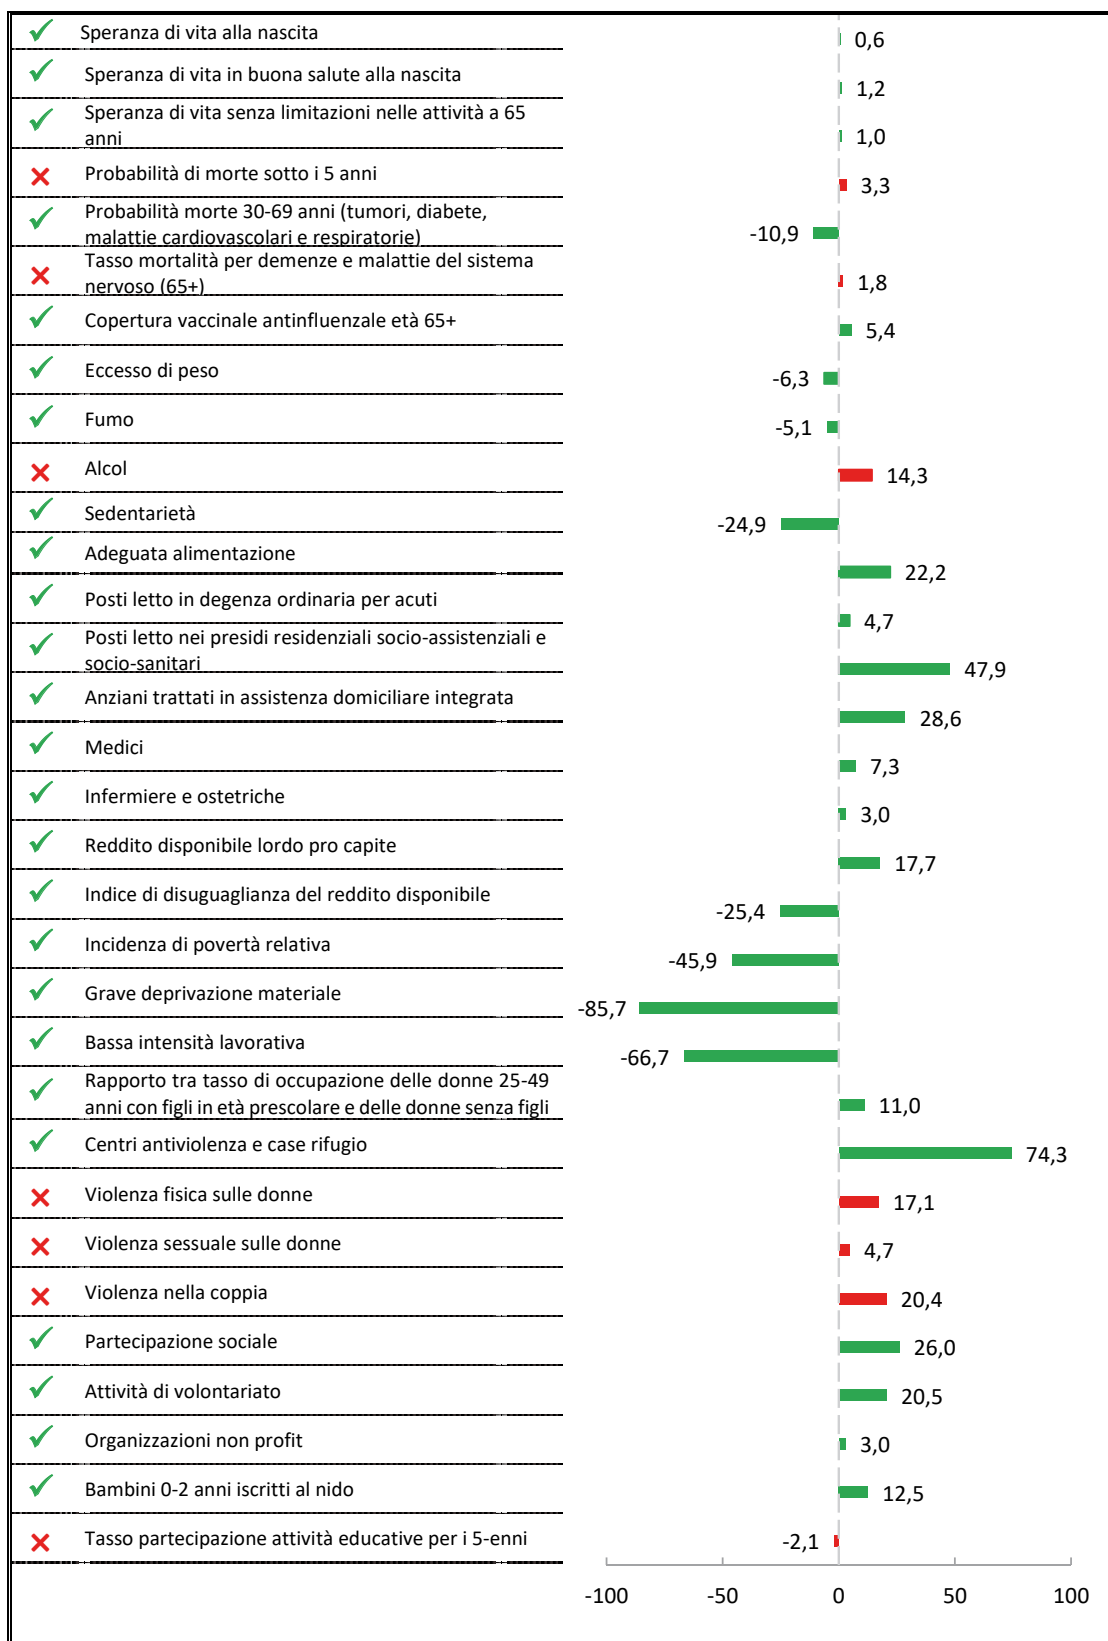 Speranza di vita alla nascita
0,6
Speranza di vita in buona salute alla nascita
1,2
Speranza di vita senza limitazioni nelle attività a 65
anni
1,0
Probabilità di morte sotto i 5 anni
3,3
Probabilità morte 30-69 anni (tumori, diabete,
malattie cardiovascolari e respiratorie)
-10,9
Tasso mortalità per demenze e malattie del sistema
nervoso (65+)
1,8
Copertura vaccinale antinfluenzale età 65+
5,4
Eccesso di peso
-6,3
Fumo
-5,1
Alcol
14,3
Sedentarietà
-24,9
Adeguata alimentazione
22,2
Posti letto in degenza ordinaria per acuti
4,7
Posti letto nei presidi residenziali socio-assistenziali e
socio-sanitari
47,9
Anziani trattati in assistenza domiciliare integrata
28,6
Medici
7,3
Infermiere e ostetriche
3,0
Reddito disponibile lordo pro capite
17,7
Indice di disuguaglianza del reddito disponibile
-25,4
Incidenza di povertà relativa
-45,9
Grave deprivazione materiale
-85,7
Bassa intensità lavorativa
-66,7
Rapporto tra tasso di occupazione delle donne 25-49
anni con figli in età prescolare e delle donne senza figli
11,0
Centri antiviolenza e case rifugio
74,3
Violenza fisica sulle donne
17,1
Violenza sessuale sulle donne
4,7
Violenza nella coppia
20,4
Partecipazione sociale
26,0
Attività di volontariato
20,5
Organizzazioni non profit
3,0
Bambini 0-2 anni iscritti al nido
12,5
Tasso partecipazione attività educative per i 5-enni
-2,1
-100 -50 0 50 100